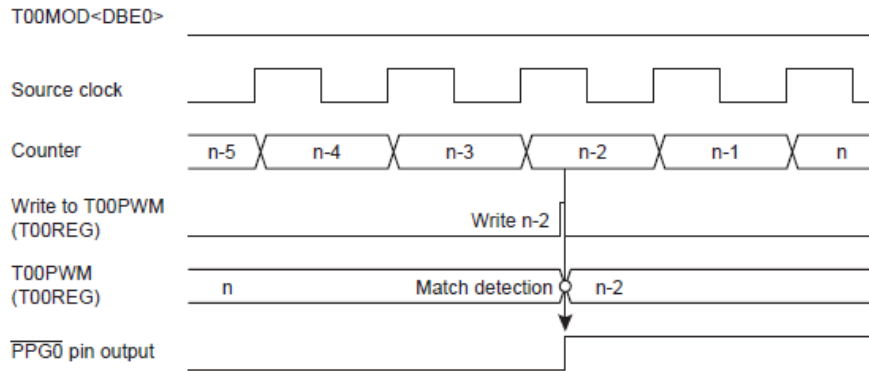 T00MOD<DBE0>
Source clock
Counter n-5 n-4 n-3 n-2 n-1 n
Write to T00PWM
(T00REG)
Write n-2
T00PWM
(T00REG)
n Match detection n-2
PPG0 pin output